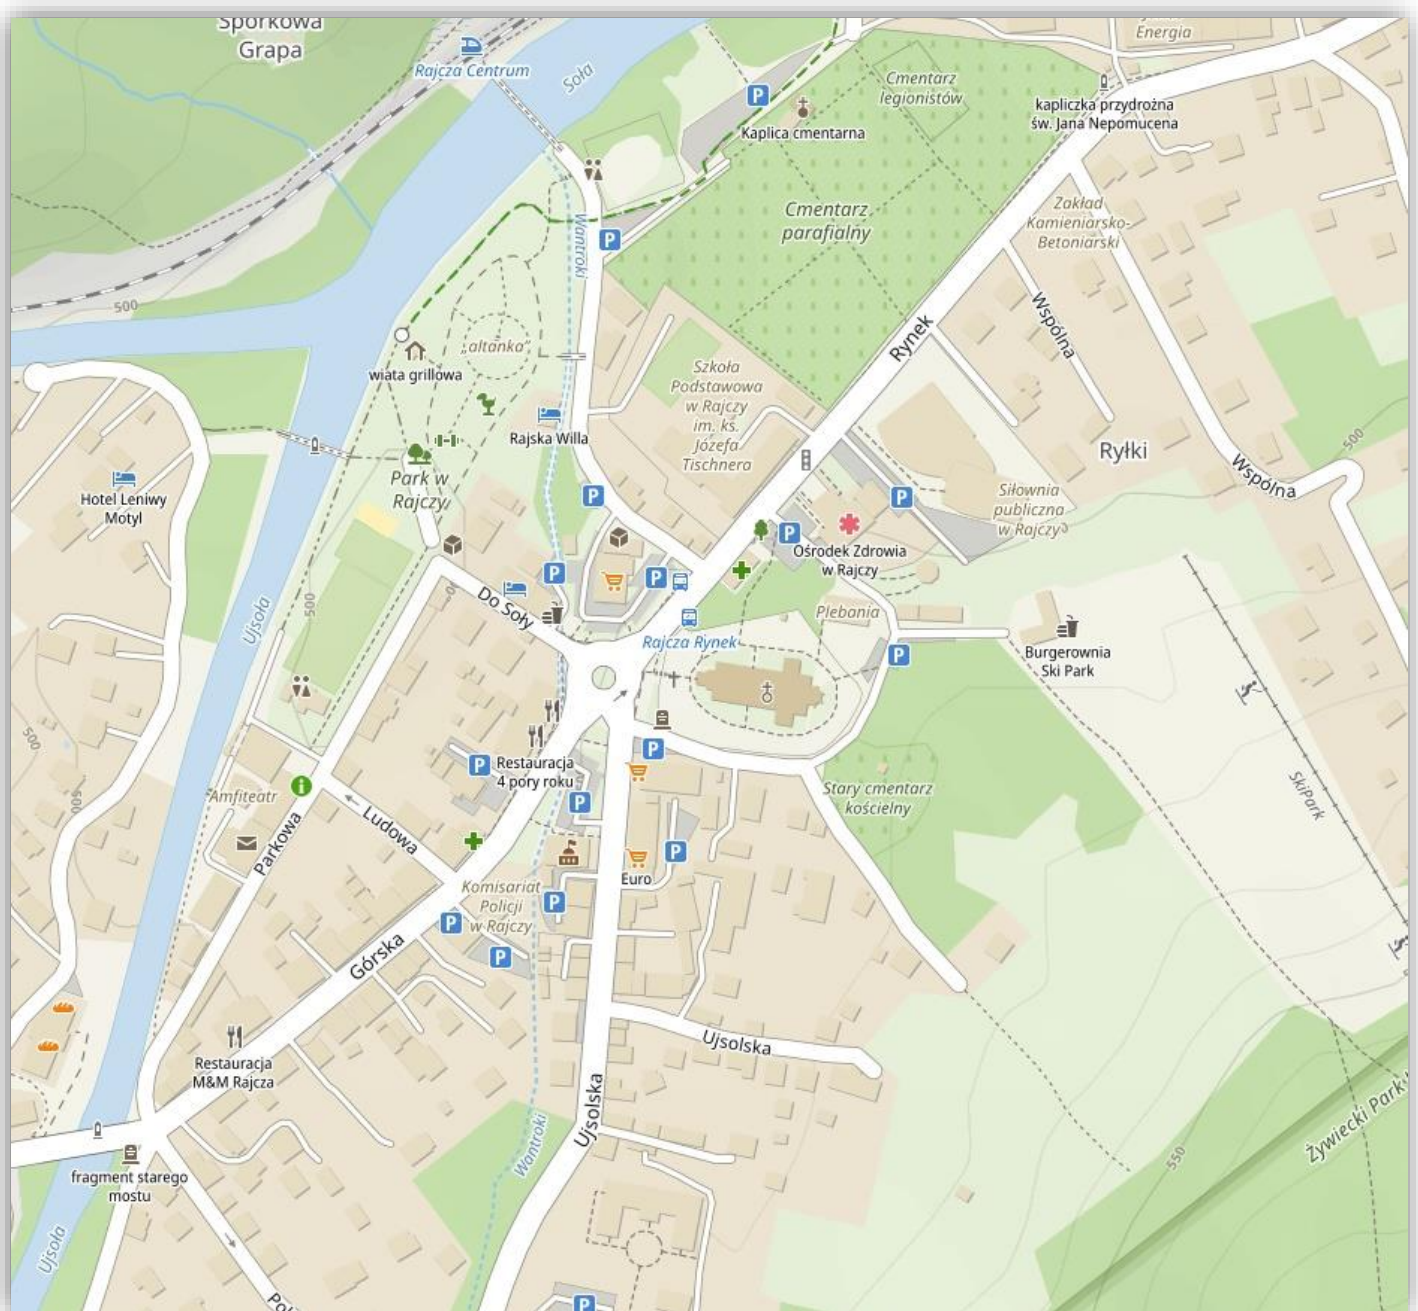 Sporkowa
Grapa
Rajcza Centrum
Soła
Energia
Cmentarz
legionistów
kapliczka przydrożna
św. Jana Nepomucena
P
Kaplica cmentarna
Cmentarz
parafialny
Zakład
Kamieniarsko-
Betoniarski
Wantroki
P
500
Wspólna
Rynek
„altanka”
wiata grillowa
Szkoła
Podstawowa
w Rajczy
im. ks.
Józefa
Tischnera
Rajska Willa
Ryłki
500
Wspólna
Park w
Rajczy
Hotel Leniwy
Motyl
P
P
Siłownia
publiczna
w Rajczy
P
Ośrodek Zdrowia
w Rajczy
P
P
Do Soły
500
Ujsoła
Plebania
Rajcza Rynek
Burgerownia
Ski Park
P
500
P
P
Restauracja
4 pory roku
P
SkiPark
Stary cmentarz
kościelny
Amfiteatr
i
500
Ludowa
Parkowa
P
Euro
Komisariat
Policji
w Rajczy
P
P
P
Górska
Ujsolska
Restauracja
M&M Rajcza
Ujsolska
Wantroki
Żywiecki Park
550
fragment starego
mostu
Ujsoła
P